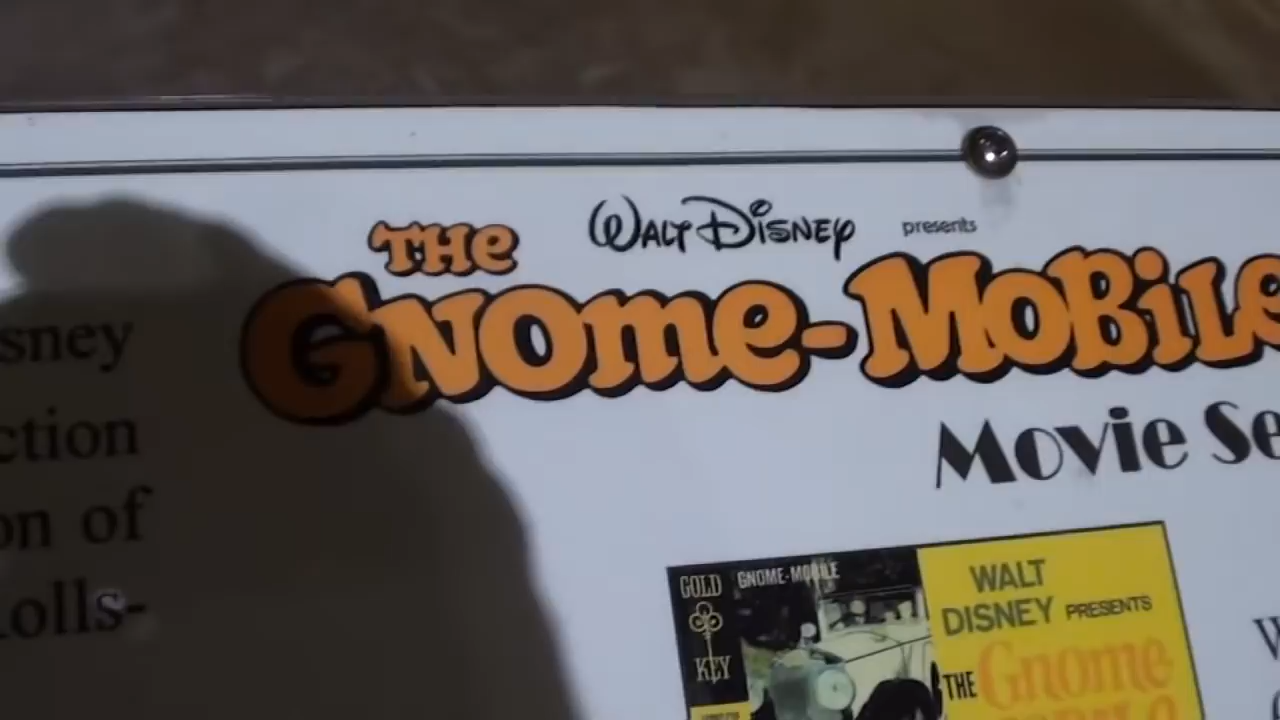 WALT DISNEY presents
THE
GNOME-MOBILE
MOVIE Se
sney
ction
on of
olls-
GOLD
KEY
GNOME-MOBILE
WALT
DISNEY PRESENTS
THE Gnome